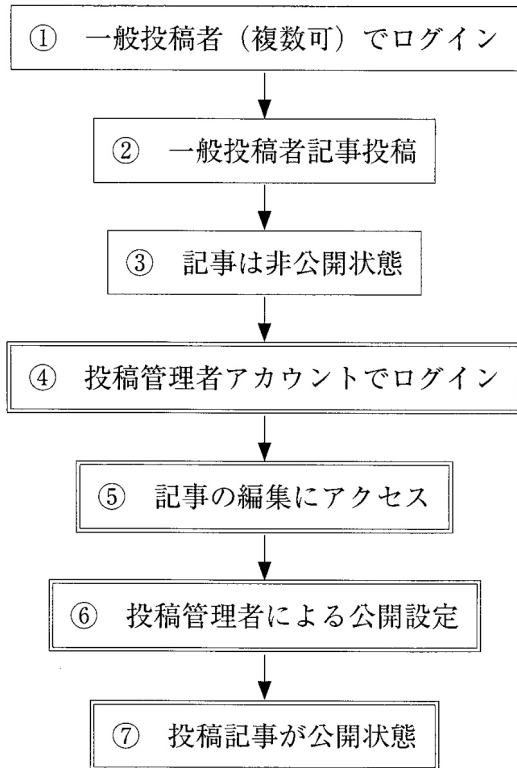 ① 一般投稿者（複数可）でログイン
② 一般投稿者記事投稿
③ 記事は非公開状態
④ 投稿管理者アカウントでログイン
⑤ 記事の編集にアクセス
⑥ 投稿管理者による公開設定
⑦ 投稿記事が公開状態